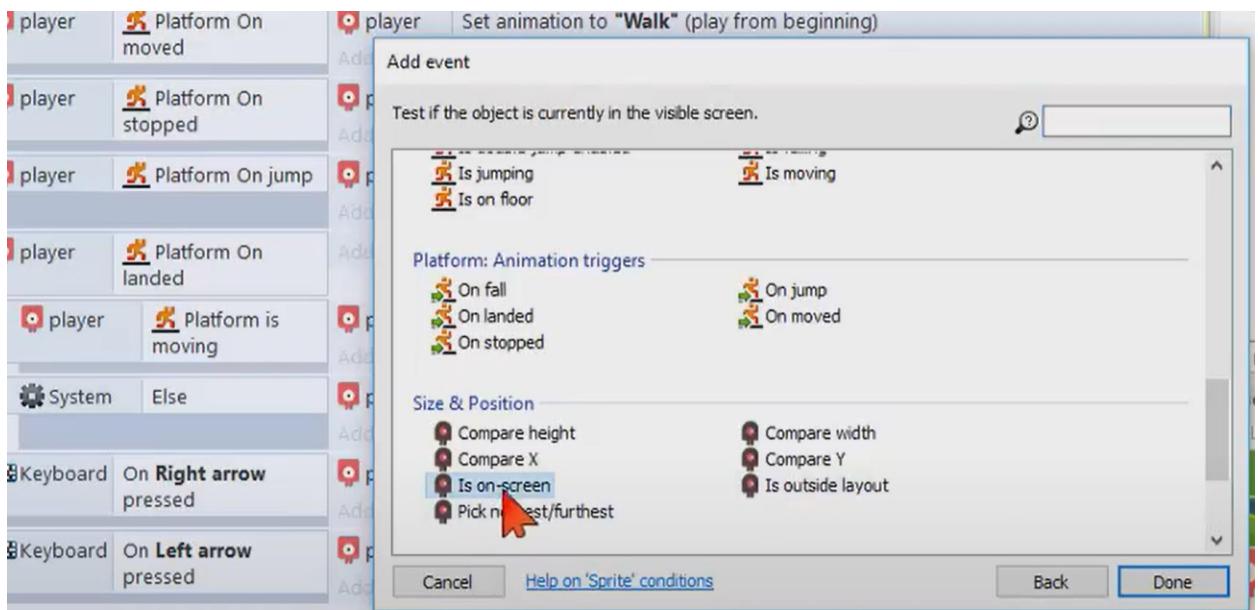 player Platform On moved
player Set animation to "Walk" (play from beginning)
player Platform On stopped
player Platform On jump
player Platform On landed
player Platform is moving
System Else
Keyboard On Right arrow pressed
Keyboard On Left arrow pressed
Add event
Test if the object is currently in the visible screen.
Is jumping Is moving
Is on floor
Platform: Animation triggers
On fall On jump
On landed On moved
On stopped
Size & Position
Compare height Compare width
Compare X Compare Y
Is on-screen Is outside layout
Pick nearest/furthest
Cancel Help on 'Sprite' conditions Back Done